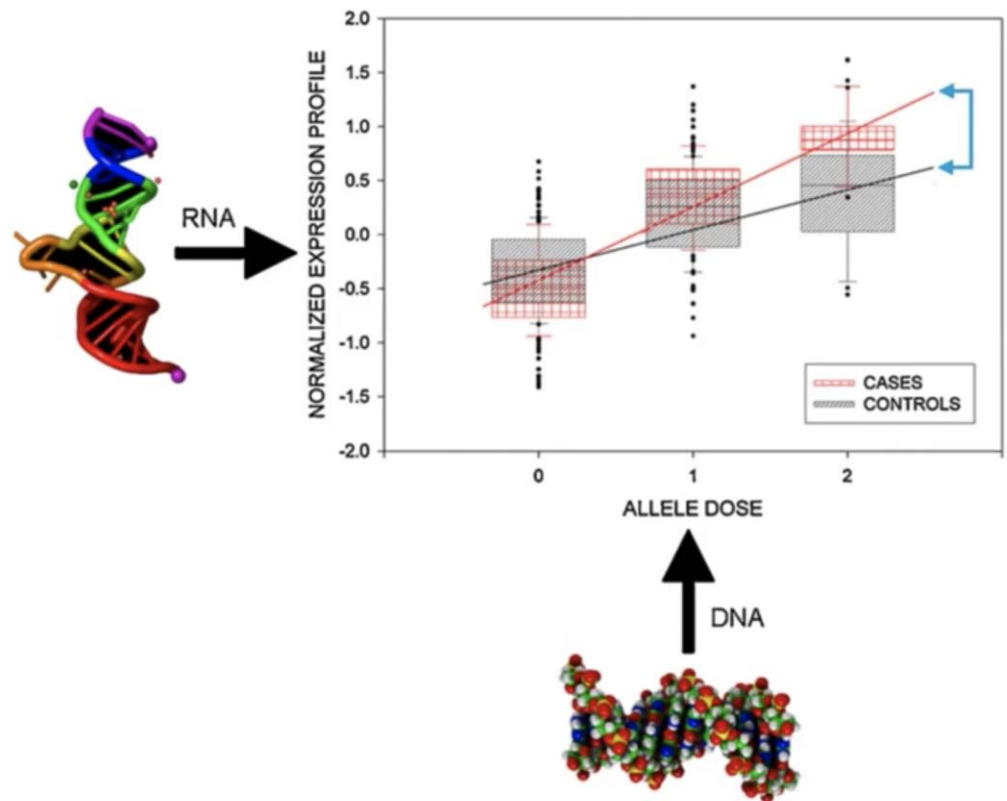 RNA
NORMALIZED EXPRESSION PROFILE
2.0
1.5
1.0
0.5
0.0
-0.5
-1.0
-1.5
-2.0
CASES
CONTROLS
0 1 2
ALLELE DOSE
DNA